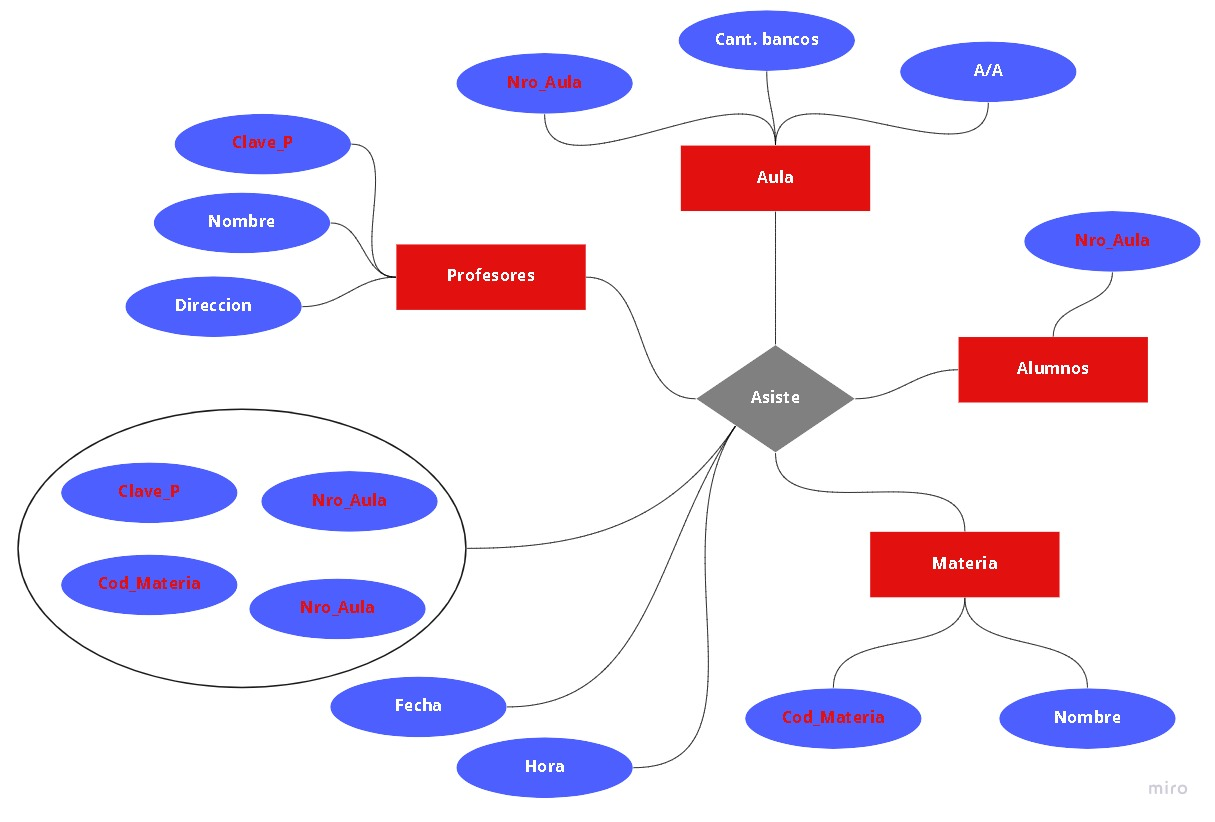 Cant. bancos
A/A
Nro_Aula
Clave_P
Aula
Nombre
Nro_Aula
Profesores
Direccion
Alumnos
Asiste
Clave_P
Nro_Aula
Materia
Cod_Materia
Nro_Aula
Fecha
Cod_Materia
Nombre
Hora
miro